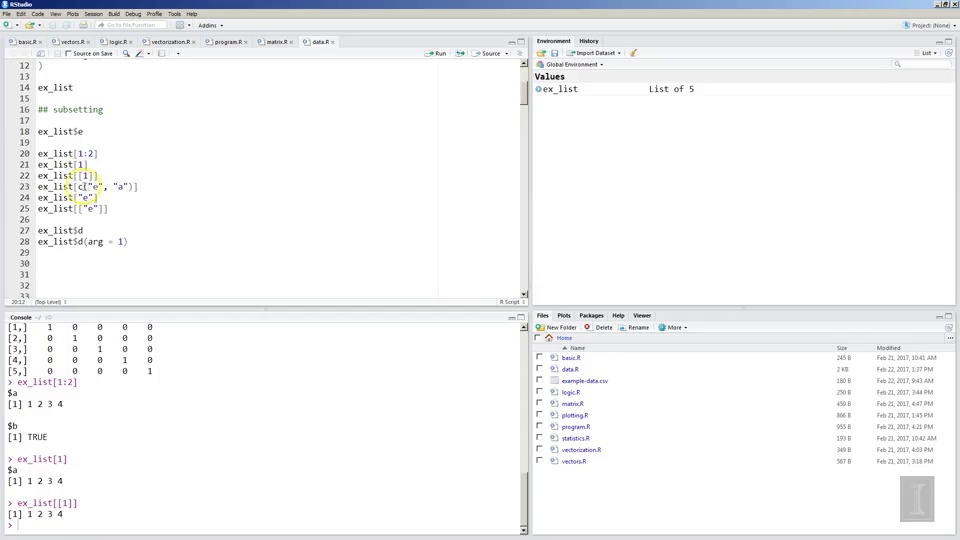 RStudio
File Edit Code View Plots Session Build Debug Profile Tools Help
Go to file/function Addins Project: (None)
basic.R vectors.R logic.R vectorization.R program.R matrix.R data.R
Source on Save Run Source
12 )
13
14 ex_list
15
16 ## subsetting
17
18 ex_list$e
19
20 ex_list[1:2]
21 ex_list[1]
22 ex_list[[1]]
23 ex_list[c("e", "a")]
24 ex_list["e"]
25 ex_list[["e"]]
26
27 ex_list$d
28 ex_list$d(arg = 1)
29
30
31
32
33
20:12 (Top Level) R Script
Console ~/
[1,] 1 0 0 0 0
[2,] 0 1 0 0 0
[3,] 0 0 1 0 0
[4,] 0 0 0 1 0
[5,] 0 0 0 0 1
> ex_list[1:2]
$a
[1] 1 2 3 4
$b
[1] TRUE
> ex_list[1]
$a
[1] 1 2 3 4
> ex_list[[1]]
[1] 1 2 3 4
>
Environment History
Import Dataset List
Global Environment
Values
ex_list List of 5
Files Plots Packages Help Viewer
New Folder Delete Rename More
Home
Name Size Modified
basic.R 245 B Feb 21, 2017, 10:41 AM
data.R 2 KB Feb 22, 2017, 1:37 PM
example-data.csv 180 B Feb 22, 2017, 9:43 AM
logic.R 250 B Feb 21, 2017, 3:44 PM
matrix.R 459 B Feb 21, 2017, 4:47 PM
plotting.R 866 B Feb 21, 2017, 1:45 PM
program.R 955 B Feb 21, 2017, 4:21 PM
statistics.R 193 B Feb 22, 2017, 10:42 AM
vectorization.R 349 B Feb 21, 2017, 4:03 PM
vectors.R 567 B Feb 21, 2017, 3:18 PM
I